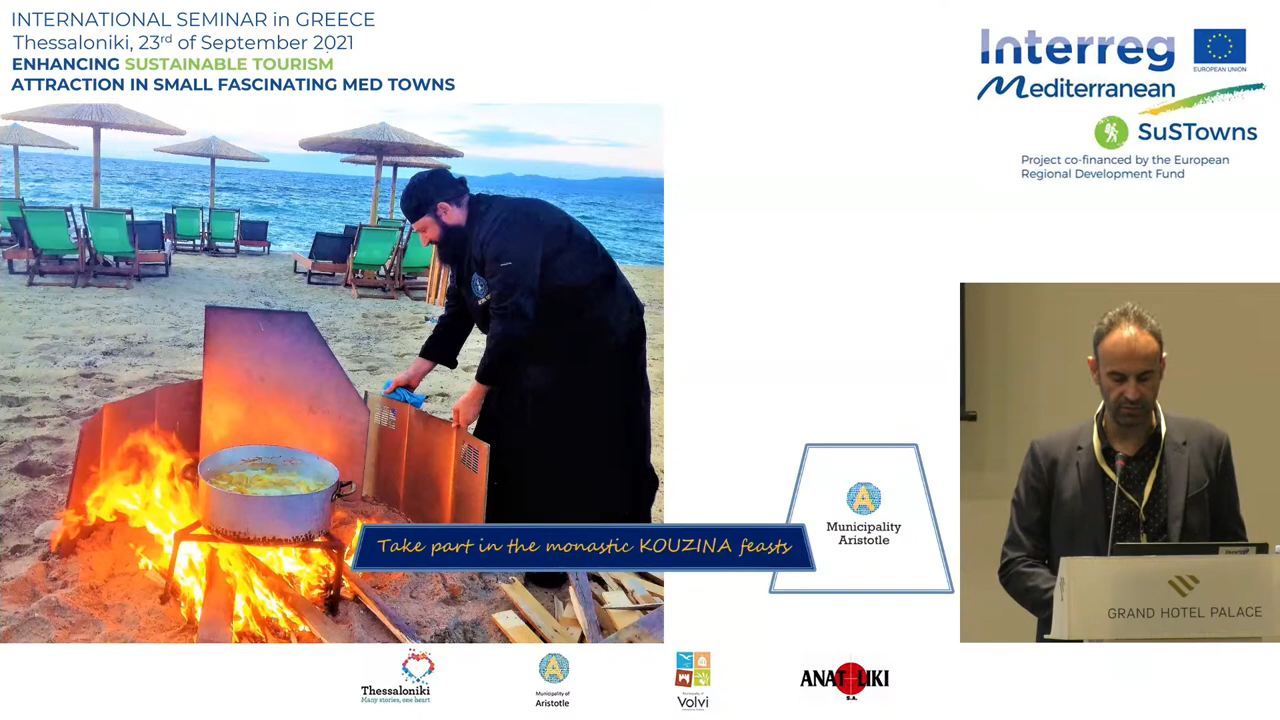 INTERNATIONAL SEMINAR in GREECE
Thessaloniki, 23rd of September 2021
ENHANCING SUSTAINABLE TOURISM
ATTRACTION IN SMALL FASCINATING MED TOWNS
Interreg
EUROPEAN UNION
Mediterranean
SuSTowns
Project co-financed by the European
Regional Development Fund
Take part in the monastic KOUZINA feasts
A
Municipality
Aristotle
GRAND HOTEL PALACE
Thessaloniki
Many stories, one heart
A
Municipality of
Aristotle
Volvi
ANATOLIKI
S.A.